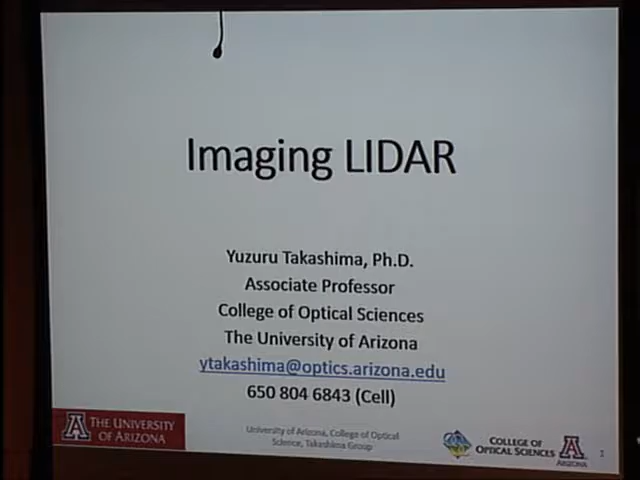 Imaging LIDAR
Yuzuru Takashima, Ph.D.
Associate Professor
College of Optical Sciences
The University of Arizona
ytakashima@optics.arizona.edu
650 804 6843 (Cell)
A THE UNIVERSITY
OF ARIZONA
University of Arizona, College of Optical
Science, Takashima Group
COLLEGE OF
OPTICAL SCIENCES
A
ARIZONA
1